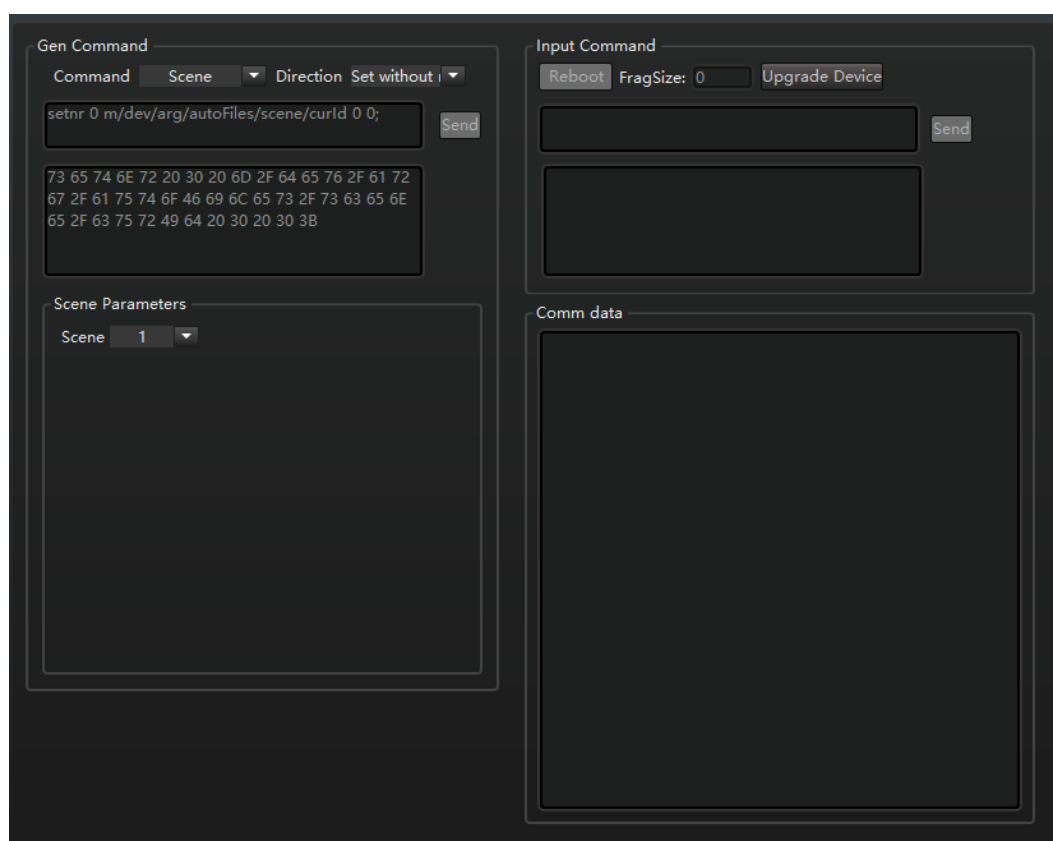 Gen Command
Command Scene Direction Set without
setnr 0 m/dev/arg/autoFiles/scene/curId 0 0;
Send
73 65 74 6E 72 20 30 20 6D 2F 64 65 76 2F 61 72
67 2F 61 75 74 6F 46 69 6C 65 73 2F 73 63 65 6E
65 2F 63 75 72 49 64 20 30 20 30 3B
Scene Parameters
Scene 1
Input Command
Reboot FragSize: 0 Upgrade Device
Send
Comm data